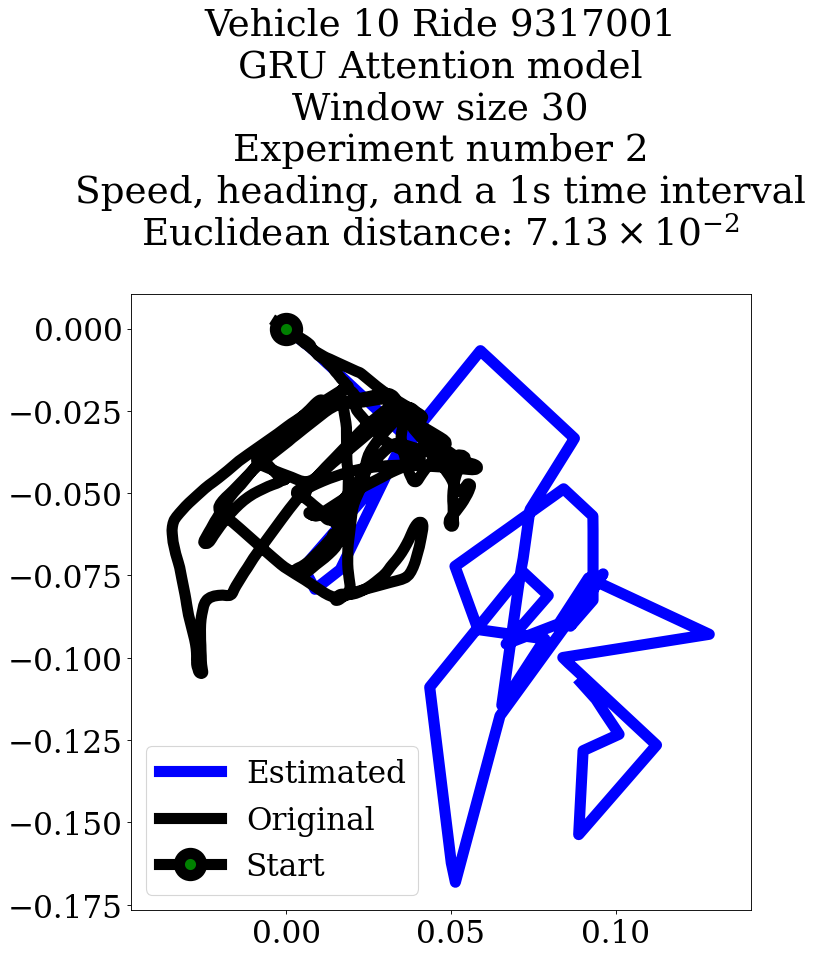 Vehicle 10 Ride 9317001
GRU Attention model
Window size 30
Experiment number 2
Speed, heading, and a 1s time interval
Euclidean distance: 7.13 × 10⁻²
0.000
−0.025
−0.050
−0.075
−0.100
−0.125
−0.150
−0.175
Estimated
Original
Start
0.00 0.05 0.10